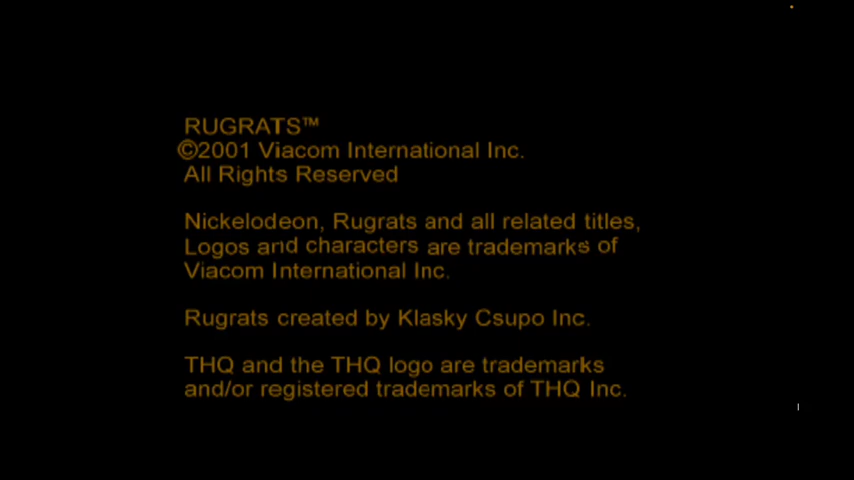 RUGRATS™
©2001 Viacom International Inc.
All Rights Reserved
Nickelodeon, Rugrats and all related titles,
Logos and characters are trademarks of
Viacom International Inc.
Rugrats created by Klasky Csupo Inc.
THQ and the THQ logo are trademarks
and/or registered trademarks of THQ Inc.